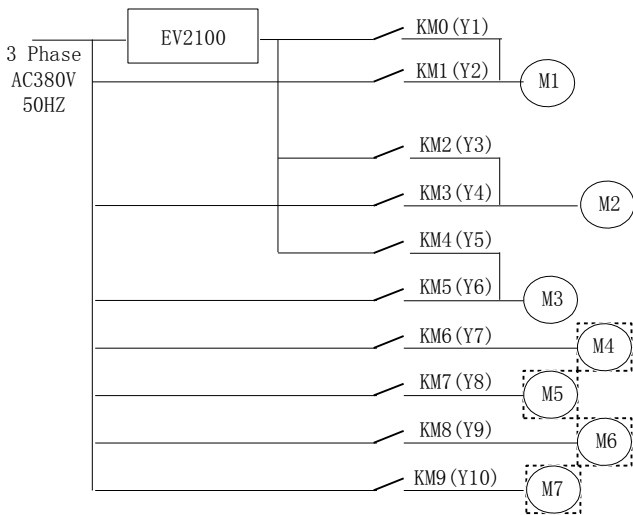 EV2100
3 Phase
AC380V
50HZ
KM0(Y1)
KM1(Y2)
M1
KM2(Y3)
KM3(Y4)
M2
KM4(Y5)
KM5(Y6)
M3
KM6(Y7)
M4
KM7(Y8)
M5
KM8(Y9)
M6
KM9(Y10)
M7